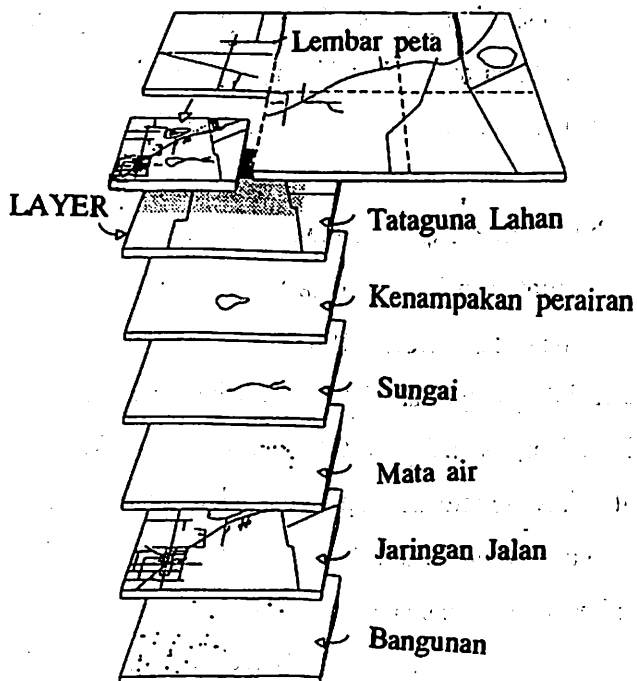 Lembar peta
LAYER
Tataguna Lahan
Kenampakan perairan
Sungai
Mata air
Jaringan Jalan
Bangunan